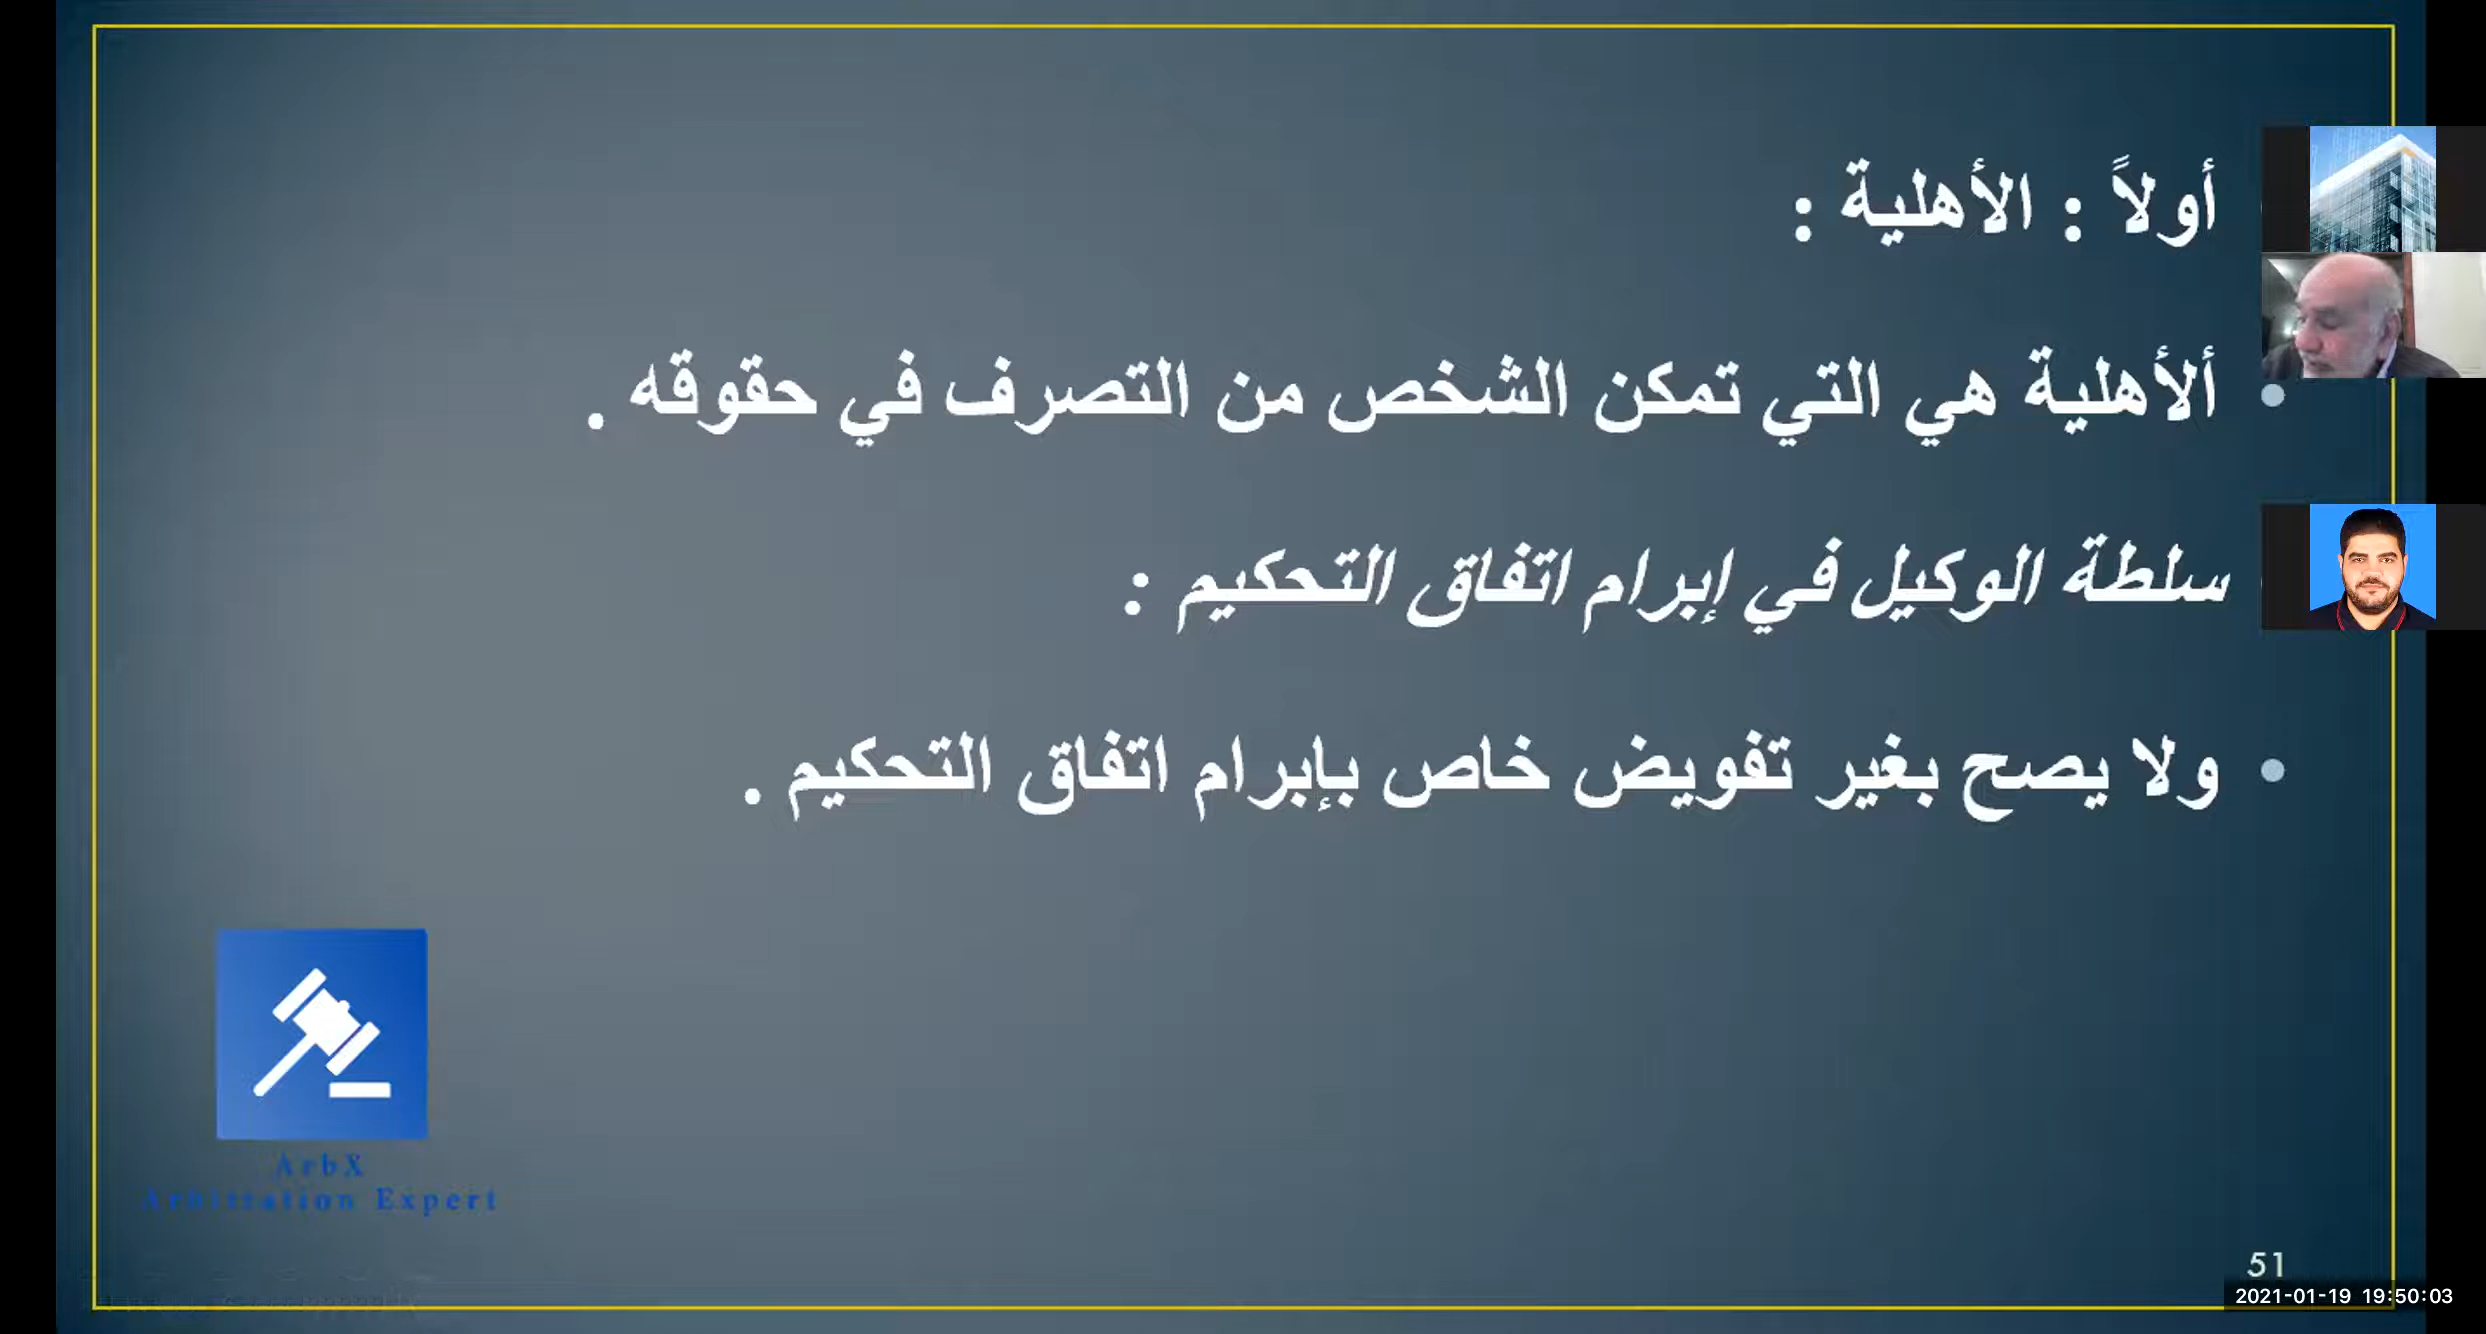 أولاً : الأهلية :
• ألأهلية هي التي تمكن الشخص من التصرف في حقوقه .
سلطة الوكيل في إبرام اتفاق التحكيم :
• ولا يصح بغير تفويض خاص بإبرام اتفاق التحكيم .
ArbX
Arbitration Expert
51
2021-01-19 19:50:03